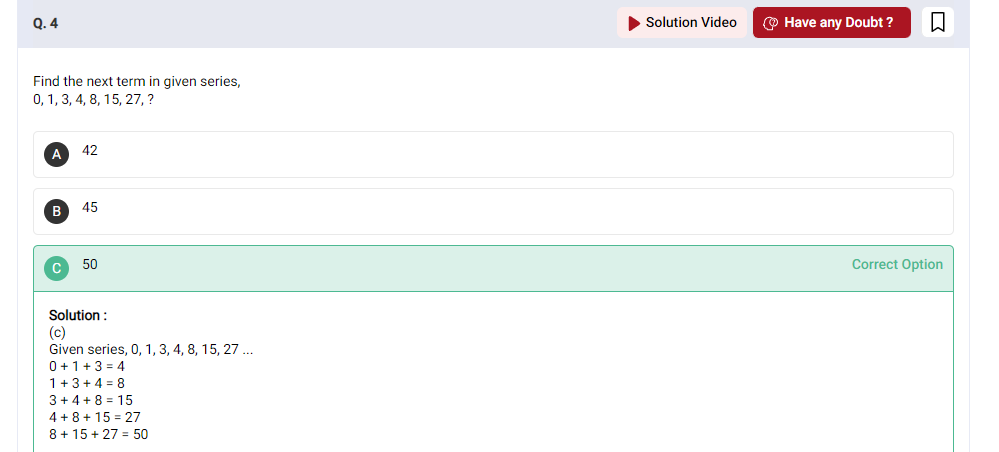 Q. 4
Solution Video
Have any Doubt ?
Find the next term in given series,
0, 1, 3, 4, 8, 15, 27, ?
A 42
B 45
C 50
Correct Option
Solution :
(c)
Given series, 0, 1, 3, 4, 8, 15, 27 ...
0 + 1 + 3 = 4
1 + 3 + 4 = 8
3 + 4 + 8 = 15
4 + 8 + 15 = 27
8 + 15 + 27 = 50